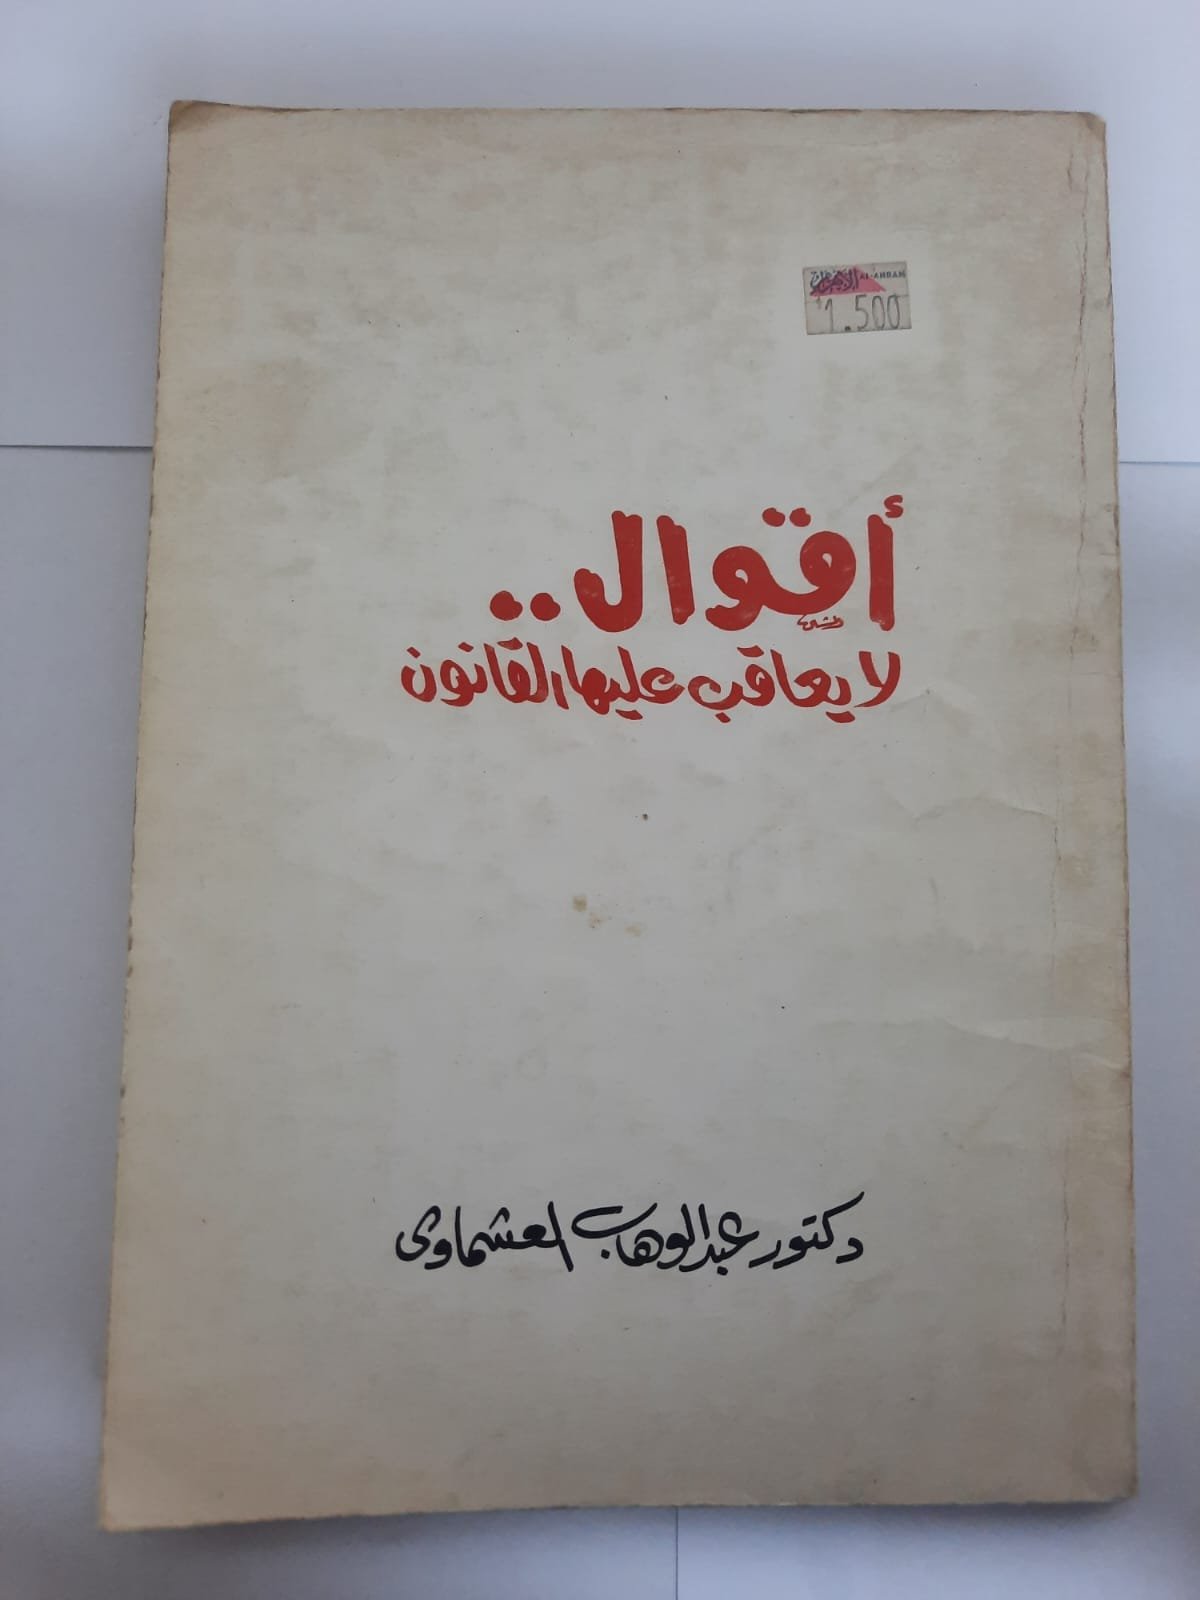 الأهرام AL-AHRAM
1.500
أقوال..
لا يعاقب عليها القانون
دكتور عبد الوهاب العشماوى